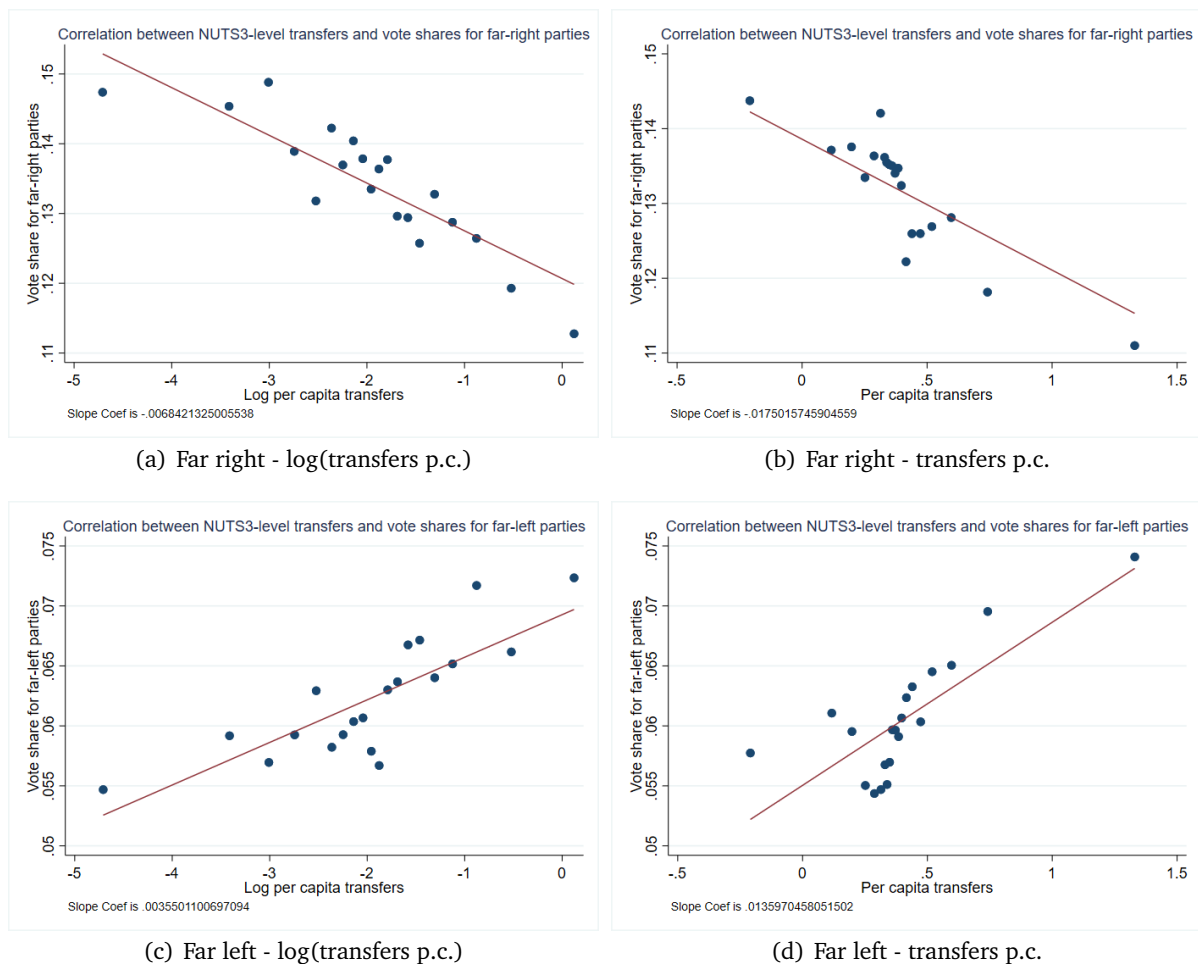 Correlation between NUTS3-level transfers and vote shares for far-right parties
Vote share for far-right parties
.15
.14
.13
.12
.11
-5 -4 -3 -2 -1 0
Log per capita transfers
Slope Coef is -.0068421325005538
(a) Far right - log(transfers p.c.)
Correlation between NUTS3-level transfers and vote shares for far-right parties
Vote share for far-right parties
.15
.14
.13
.12
.11
-.5 0 .5 1 1.5
Per capita transfers
Slope Coef is -.0175015745904559
(b) Far right - transfers p.c.
Correlation between NUTS3-level transfers and vote shares for far-left parties
Vote share for far-left parties
.075
.07
.065
.06
.055
.05
-5 -4 -3 -2 -1 0
Log per capita transfers
Slope Coef is .0035501100697094
(c) Far left - log(transfers p.c.)
Correlation between NUTS3-level transfers and vote shares for far-left parties
Vote share for far-left parties
.075
.07
.065
.06
.055
.05
-.5 0 .5 1 1.5
Per capita transfers
Slope Coef is .0135970458051502
(d) Far left - transfers p.c.